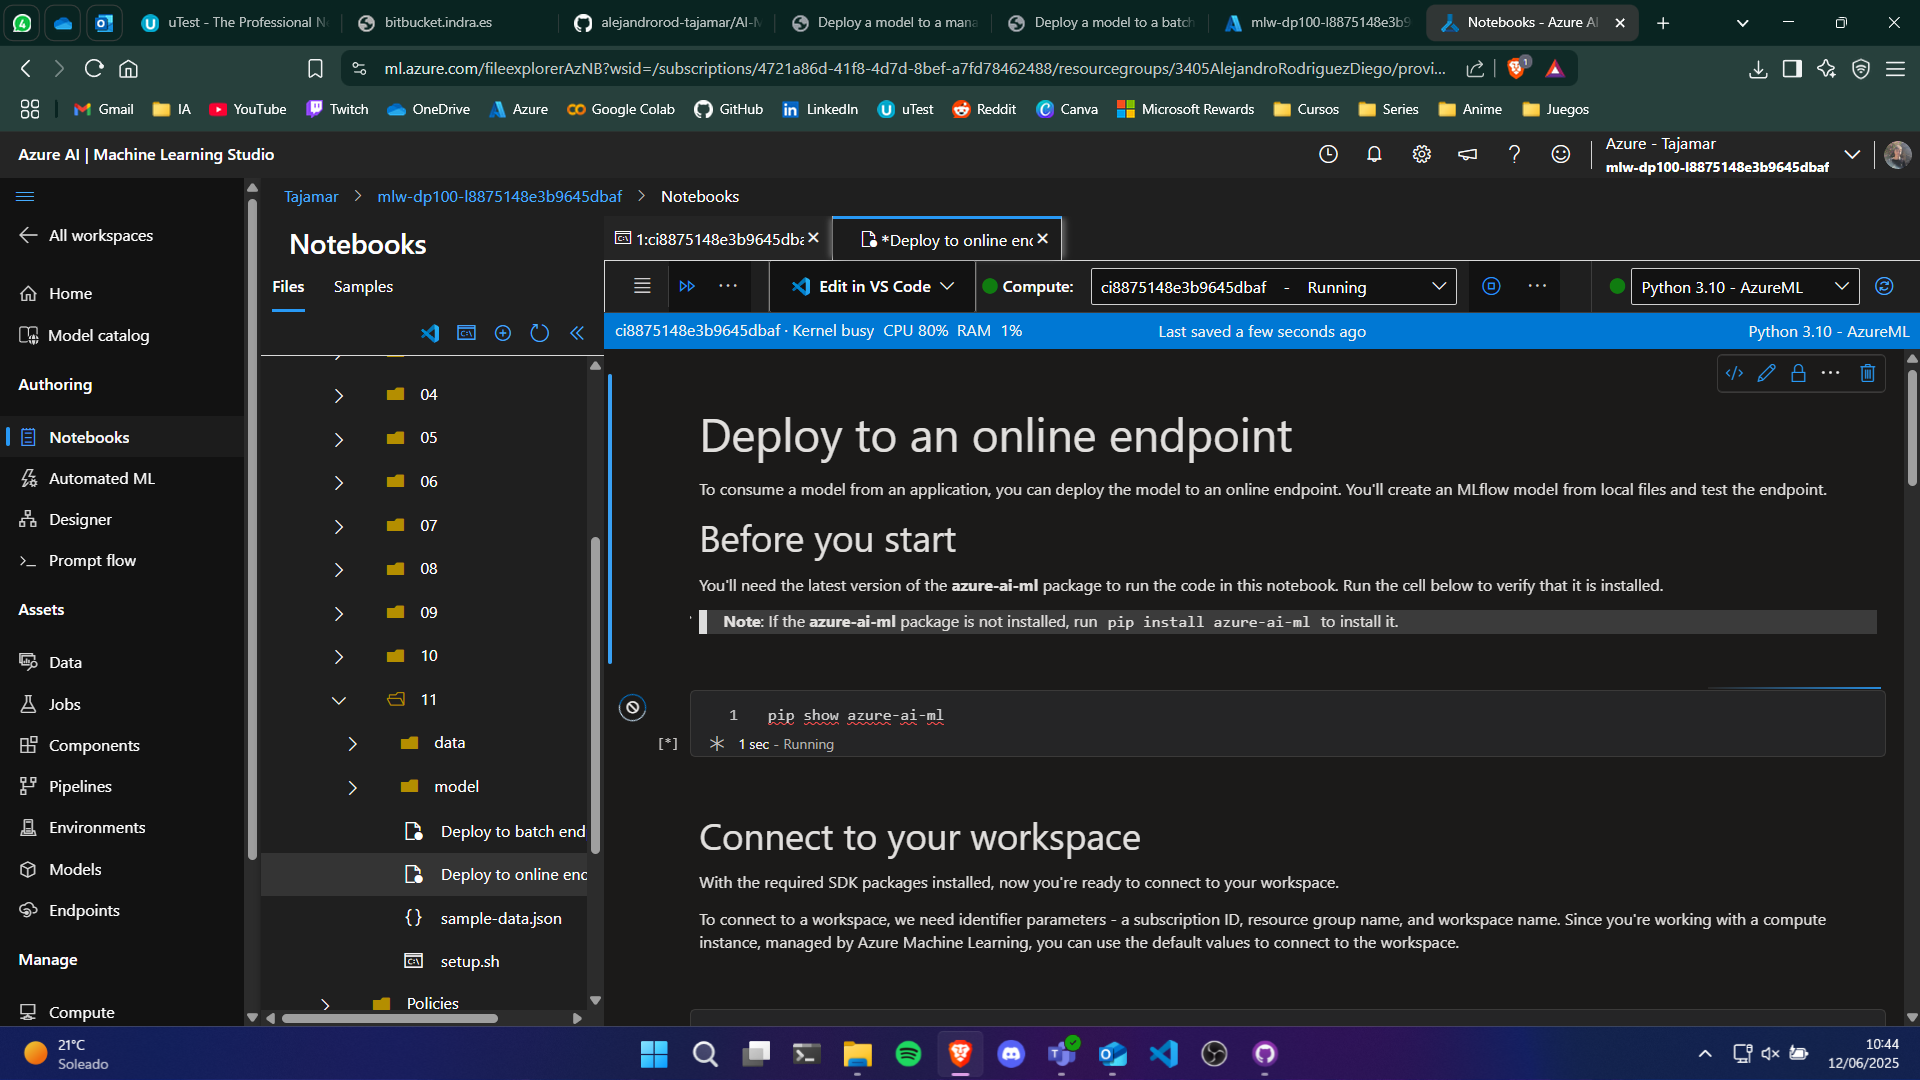 uTest - The Professional N
bitbucket.indra.es
alejandrorod-tajamar/AI-M
Deploy a model to a mana
Deploy a model to a batch
mlw-dp100-l8875148e3b9
Notebooks - Azure AI
ml.azure.com/fileexplorerAzNB?wsid=/subscriptions/4721a86d-41f8-4d7d-8bef-a7fd78462488/resourcegroups/3405AlejandroRodriguezDiego/provi...
1
Gmail
IA
YouTube
Twitch
OneDrive
Azure
Google Colab
GitHub
LinkedIn
uTest
Reddit
Canva
Microsoft Rewards
Cursos
Series
Anime
Juegos
Azure AI | Machine Learning Studio
Azure - Tajamar
mlw-dp100-l8875148e3b9645dbaf
All workspaces
Home
Model catalog
Authoring
Notebooks
Automated ML
Designer
Prompt flow
Assets
Data
Jobs
Components
Pipelines
Environments
Models
Endpoints
Manage
Compute
Tajamar > mlw-dp100-l8875148e3b9645dbaf > Notebooks
Notebooks
Files
Samples
04
05
06
07
08
09
10
11
data
model
Deploy to batch end
Deploy to online end
sample-data.json
setup.sh
Policies
1:ci8875148e3b9645dba
*Deploy to online end
Edit in VS Code
Compute:
ci8875148e3b9645dbaf - Running
Python 3.10 - AzureML
ci8875148e3b9645dbaf · Kernel busy CPU 80% RAM 1%
Last saved a few seconds ago
Python 3.10 - AzureML
Deploy to an online endpoint
To consume a model from an application, you can deploy the model to an online endpoint. You'll create an MLflow model from local files and test the endpoint.
Before you start
You'll need the latest version of the azure-ai-ml package to run the code in this notebook. Run the cell below to verify that it is installed.
Note: If the azure-ai-ml package is not installed, run pip install azure-ai-ml to install it.
1 pip show azure-ai-ml
[*]
1 sec - Running
Connect to your workspace
With the required SDK packages installed, now you're ready to connect to your workspace.
To connect to a workspace, we need identifier parameters - a subscription ID, resource group name, and workspace name. Since you're working with a compute
instance, managed by Azure Machine Learning, you can use the default values to connect to the workspace.
21°C
Soleado
10:44
12/06/2025